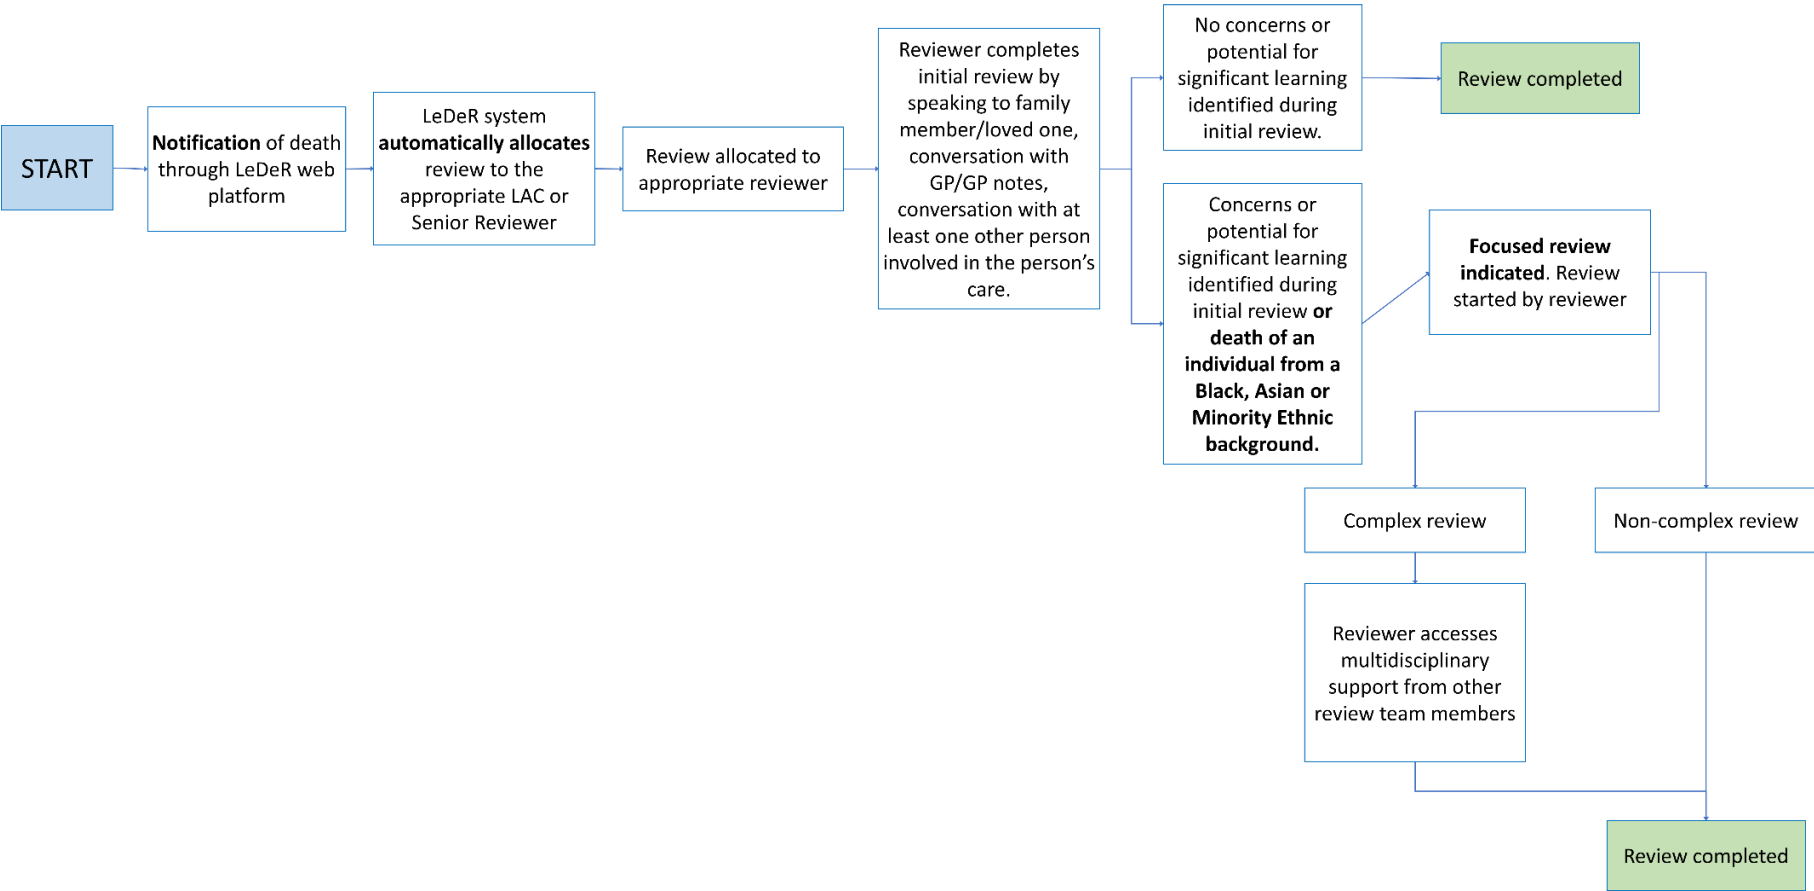 START
Notification of death
through LeDeR web
platform
LeDeR system
automatically allocates
review to the
appropriate LAC or
Senior Reviewer
Review allocated to
appropriate reviewer
Reviewer completes
initial review by
speaking to family
member/loved one,
conversation with
GP/GP notes,
conversation with at
least one other person
involved in the person’s
care.
No concerns or
potential for
significant learning
identified during
initial review.
Review completed
Concerns or
potential for
significant learning
identified during
initial review or
death of an
individual from a
Black, Asian or
Minority Ethnic
background.
Focused review
indicated. Review
started by reviewer
Complex review
Non-complex review
Reviewer accesses
multidisciplinary
support from other
review team members
Review completed